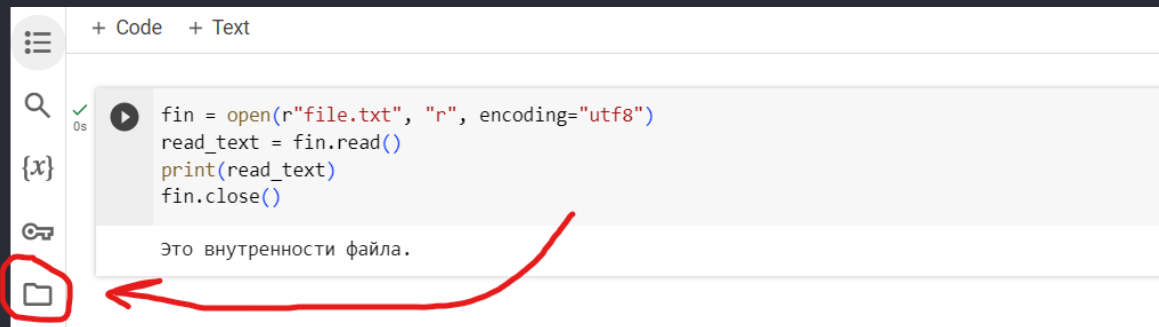 + Code + Text
{x}
0s
fin = open(r"file.txt", "r", encoding="utf8")
read_text = fin.read()
print(read_text)
fin.close()
Это внутренности файла.